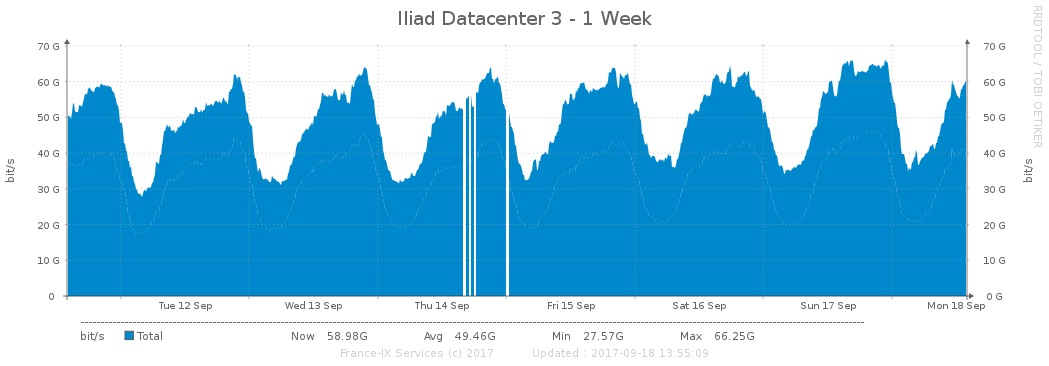 Iliad Datacenter 3 - 1 Week
RRDTOOL / TOBI OETIKER
bit/s
70 G 70 G
60 G 60 G
50 G 50 G
40 G 40 G
30 G 30 G
20 G 20 G
10 G 10 G
0 0 G
bit/s
Tue 12 Sep Wed 13 Sep Thu 14 Sep Fri 15 Sep Sat 16 Sep Sun 17 Sep Mon 18 Sep
bit/s Total Now 58.98G Avg 49.46G Min 27.57G Max 66.25G
France-IX Services (c) 2017 Updated : 2017-09-18 13:55:09